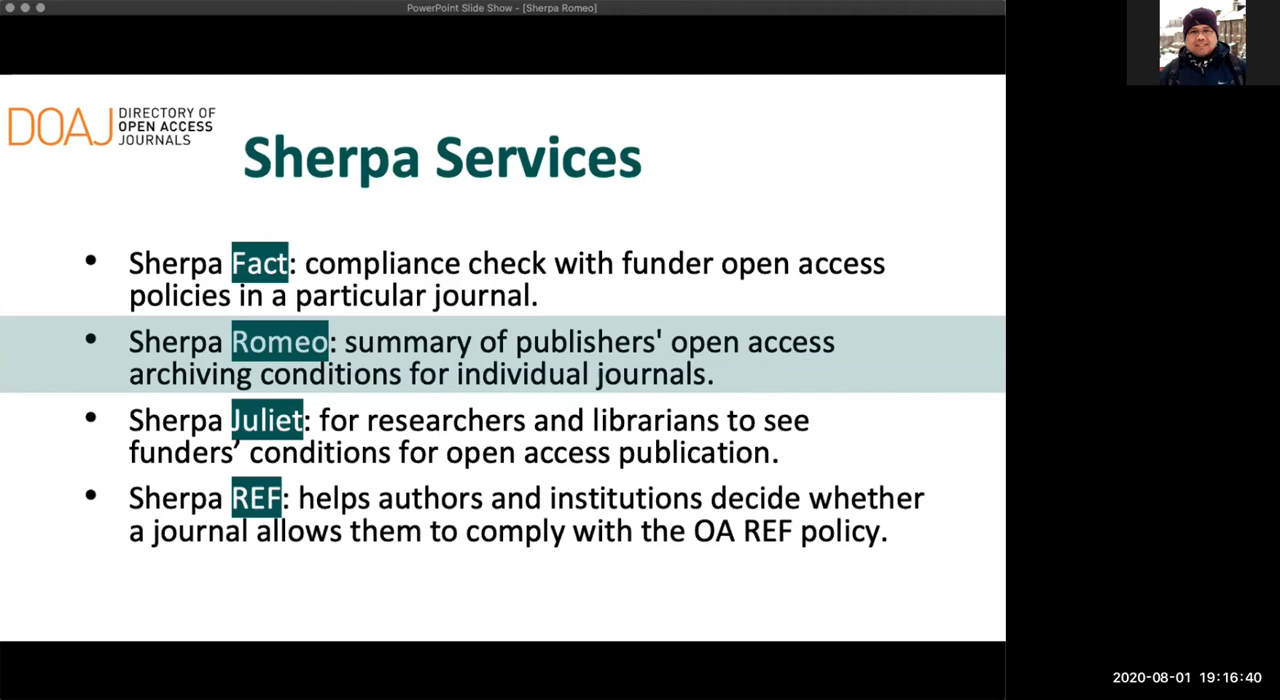 PowerPoint Slide Show - [Sherpa Romeo]
DOAJ
DIRECTORY OF
OPEN ACCESS
JOURNALS
Sherpa Services
• Sherpa Fact: compliance check with funder open access
policies in a particular journal.
• Sherpa Romeo: summary of publishers' open access
archiving conditions for individual journals.
• Sherpa Juliet: for researchers and librarians to see
funders’ conditions for open access publication.
• Sherpa REF: helps authors and institutions decide whether
a journal allows them to comply with the OA REF policy.
2020-08-01 19:16:40